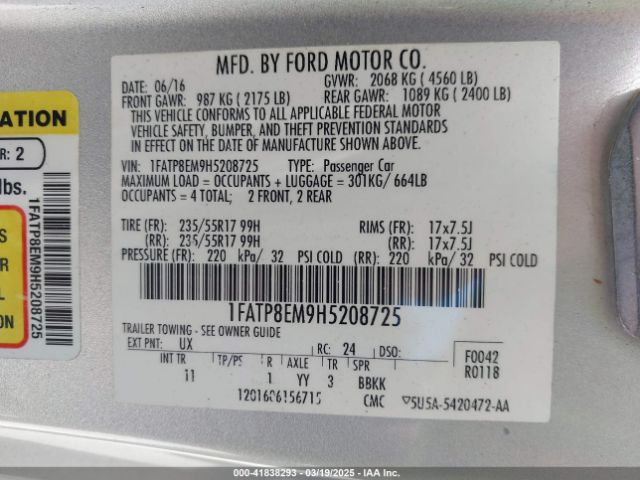 MFD. BY FORD MOTOR CO.
DATE: 06/16 GVWR: 2068 KG ( 4560 LB)
FRONT GAWR: 987 KG ( 2175 LB) REAR GAWR: 1089 KG ( 2400 LB)
THIS VEHICLE CONFORMS TO ALL APPLICABLE FEDERAL MOTOR
VEHICLE SAFETY, BUMPER, AND THEFT PREVENTION STANDARDS
IN EFFECT ON THE DATE OF MANUFACTURE SHOWN ABOVE.
VIN: 1FATP8EM9H5208725 TYPE: Passenger Car
MAXIMUM LOAD = OCCUPANTS + LUGGAGE = 301KG/ 664LB
OCCUPANTS = 4 TOTAL; 2 FRONT, 2 REAR
TIRE (FR): 235/55R17 99H RIMS (FR): 17x7.5J
(RR): 235/55R17 99H (RR): 17x7.5J
PRESSURE (FR): 220 kPa/ 32 PSI COLD (RR): 220 kPa/ 32 PSI COLD
1FATP8EM9H5208725
TRAILER TOWING - SEE OWNER GUIDE
EXT PNT: UX RC: 24 DSO: F0042
INT TR TP/PS R AXLE TR SPR R0118
11 1 YY 3 BBKK
CMC 5U5A-5420472-AA
ATION
R: 2
lbs.
S
R
L
ON
1FATP8EM9H5208725
000-41838293 - 03/19/2025 - IAA Inc.